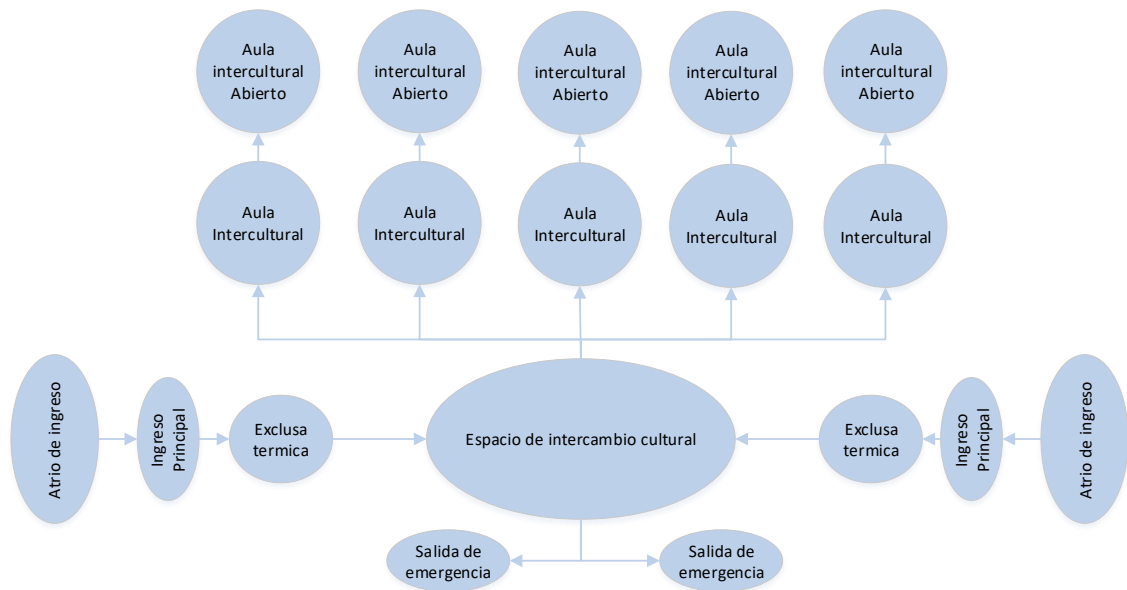 Aula
intercultural
Abierto
Aula
intercultural
Abierto
Aula
intercultural
Abierto
Aula
intercultural
Abierto
Aula
intercultural
Abierto
Aula
Intercultural
Aula
Intercultural
Aula
Intercultural
Aula
Intercultural
Aula
Intercultural
Atrio de ingreso
Ingreso
Principal
Exclusa
termica
Espacio de intercambio cultural
Exclusa
termica
Ingreso
Principal
Atrio de ingreso
Salida de
emergencia
Salida de
emergencia